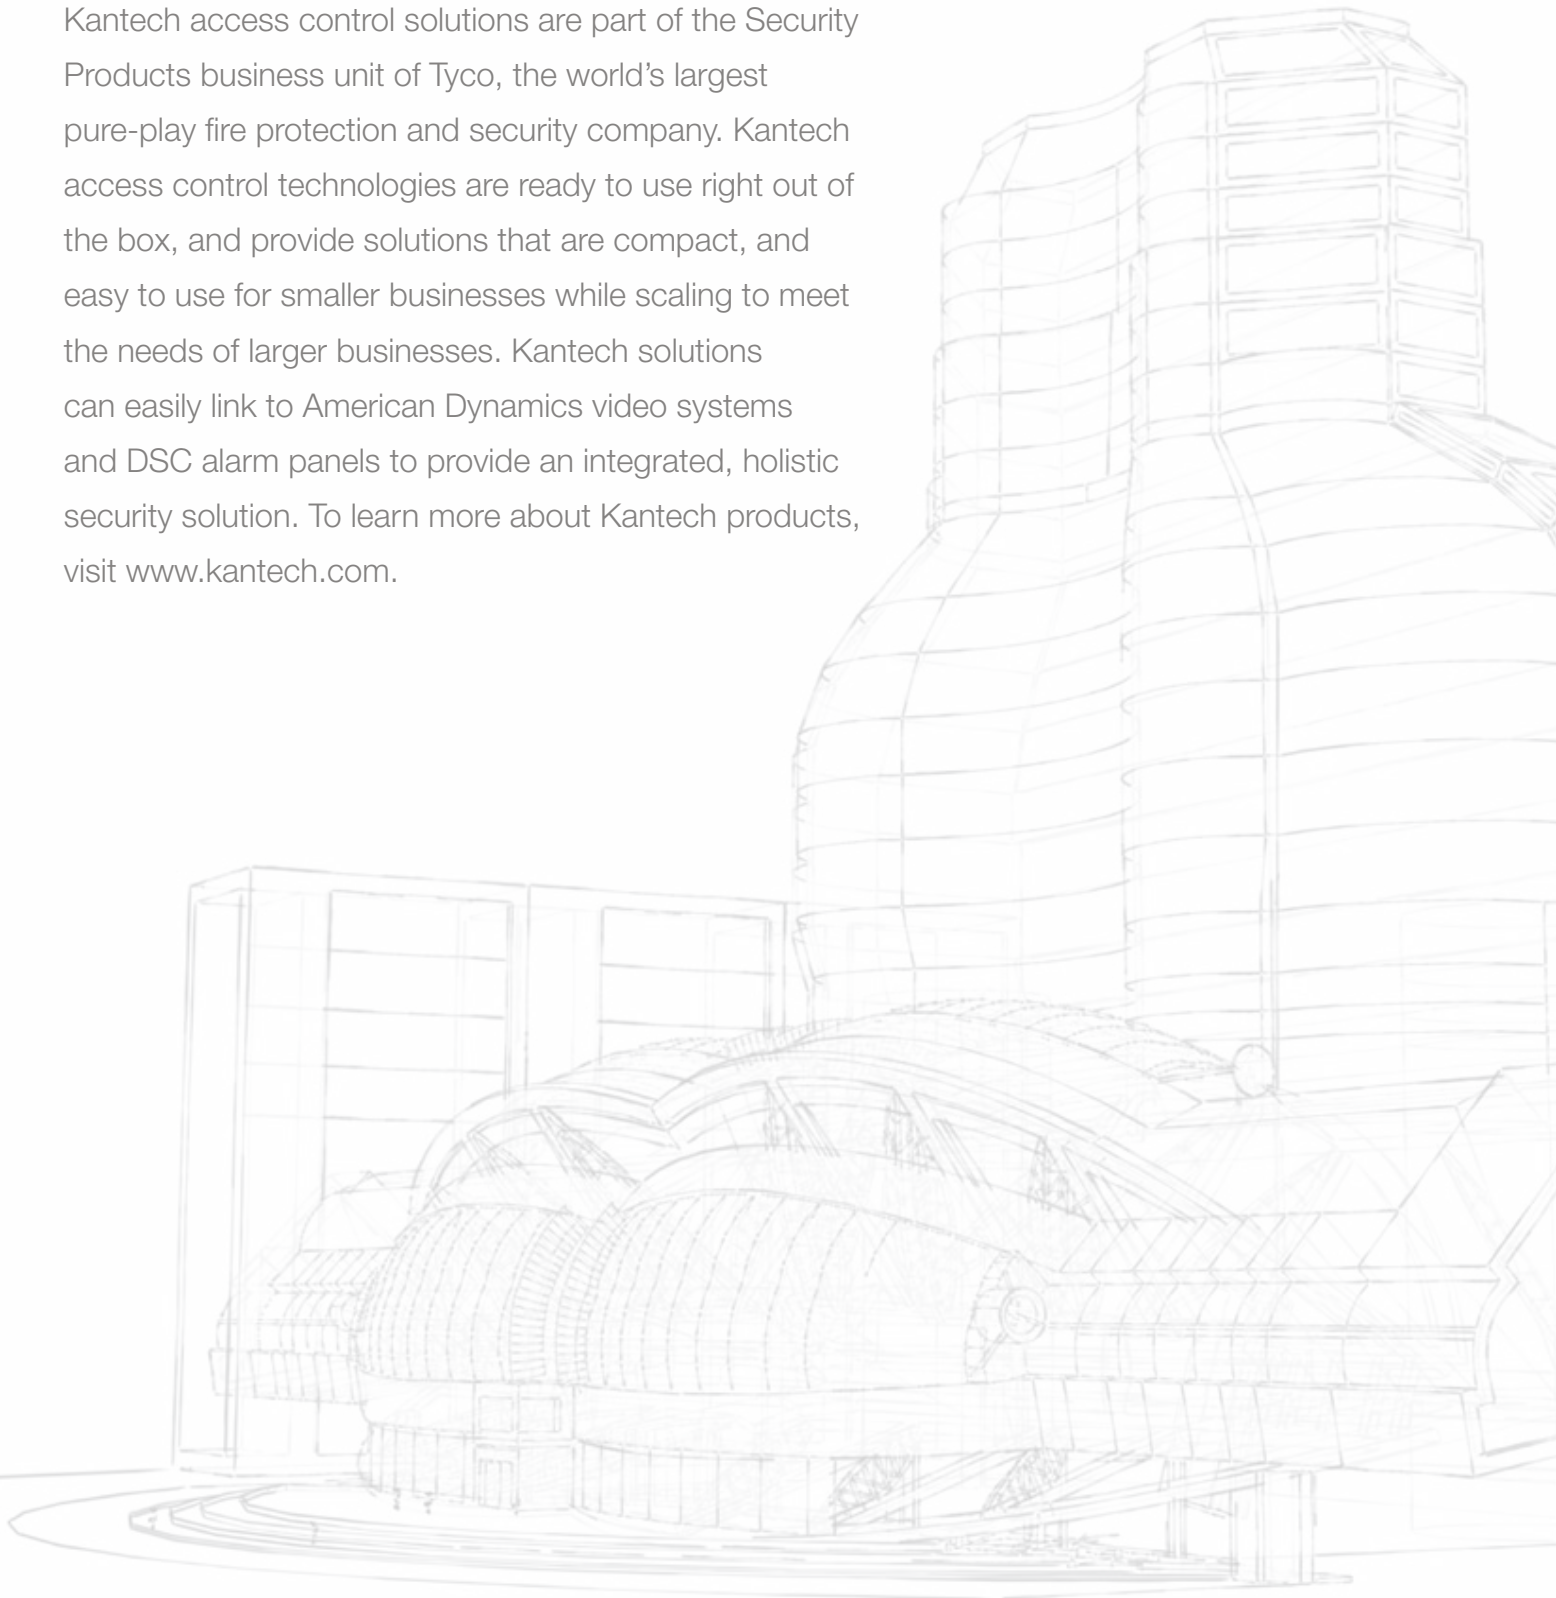 Kantech access control solutions are part of the Security
Products business unit of Tyco, the world’s largest
pure-play fire protection and security company. Kantech
access control technologies are ready to use right out of
the box, and provide solutions that are compact, and
easy to use for smaller businesses while scaling to meet
the needs of larger businesses. Kantech solutions
can easily link to American Dynamics video systems
and DSC alarm panels to provide an integrated, holistic
security solution. To learn more about Kantech products,
visit www.kantech.com.